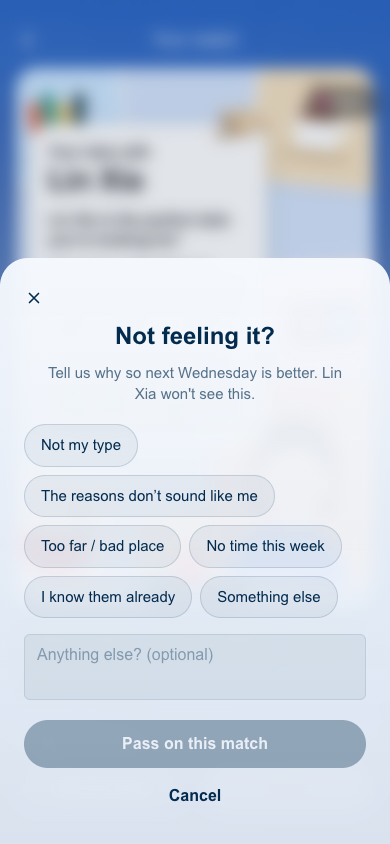 Lin Xia
Not feeling it?
Tell us why so next Wednesday is better. Lin
Xia won't see this.
Not my type
The reasons don’t sound like me
Too far / bad place
No time this week
I know them already
Something else
Anything else? (optional)
Pass on this match
Cancel